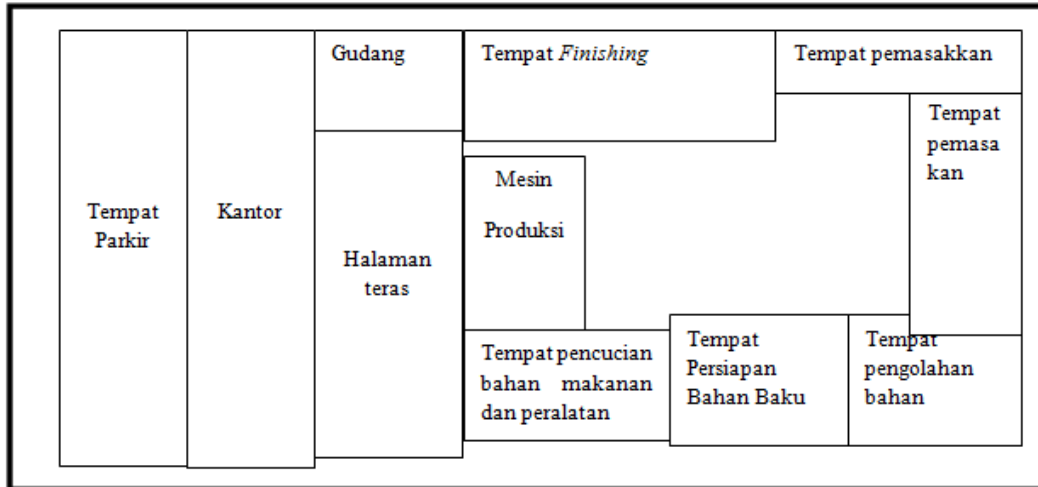 Tempat
Parkir
Kantor
Gudang
Halaman
teras
Tempat Finishing
Mesin
Produksi
Tempat pemasakkan
Tempat
pemasa
kan
Tempat pencucian
bahan makanan
dan peralatan
Tempat
Persiapan
Bahan Baku
Tempat
pengolahan
bahan